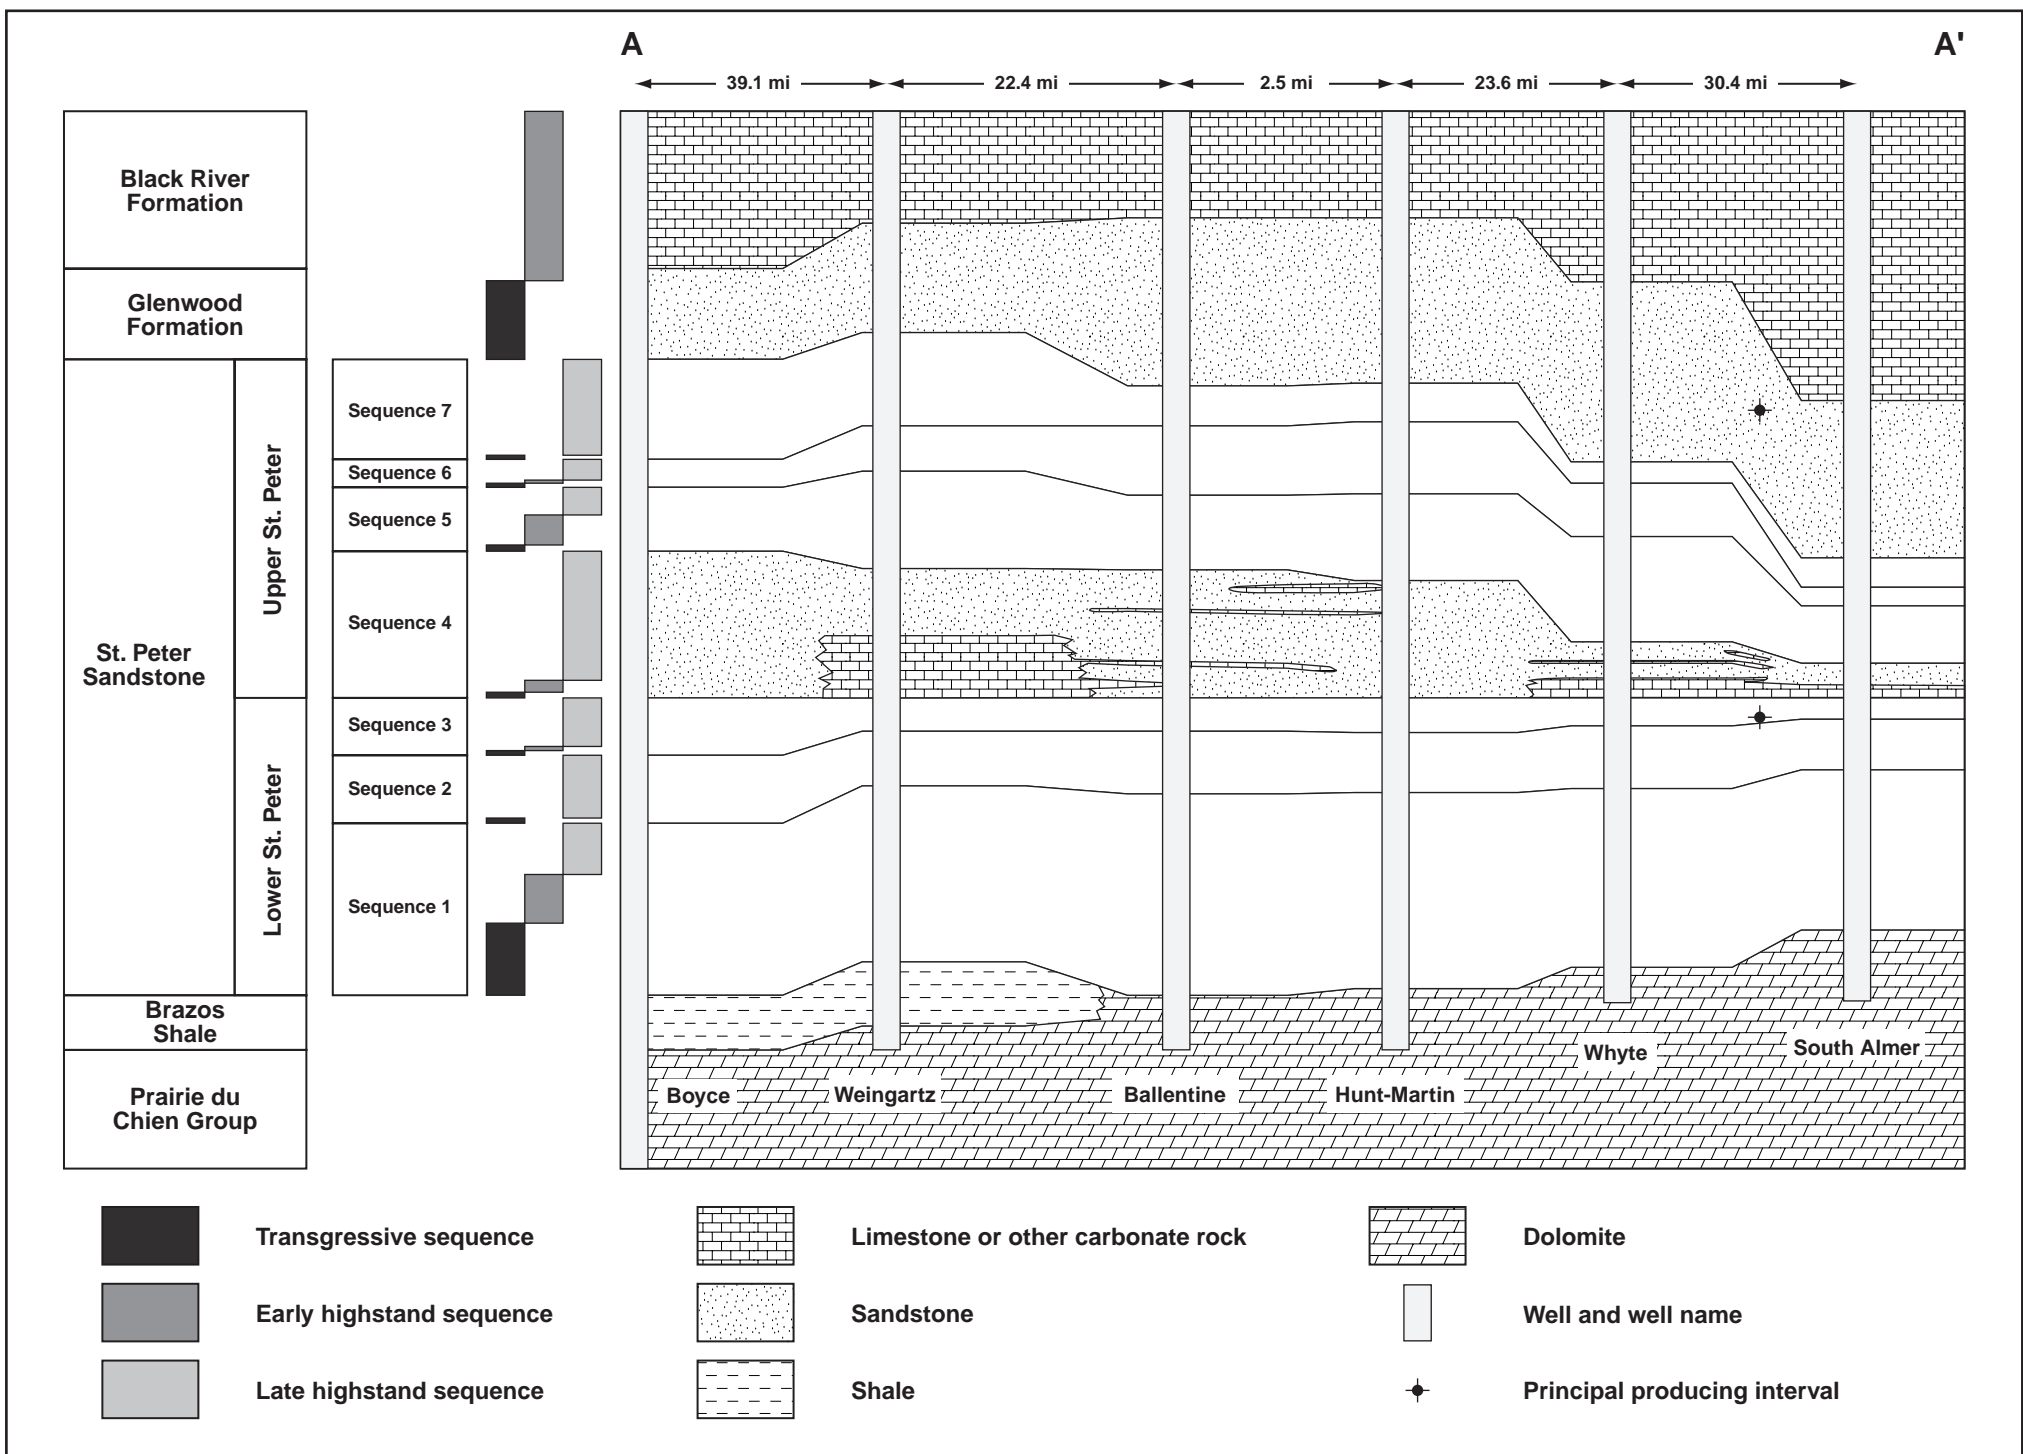 A
A'
39.1 mi
22.4 mi
2.5 mi
23.6 mi
30.4 mi
Black River
Formation
Glenwood
Formation
St. Peter
Sandstone
Upper St. Peter
Lower St. Peter
Sequence 7
Sequence 6
Sequence 5
Sequence 4
Sequence 3
Sequence 2
Sequence 1
Brazos
Shale
Prairie du
Chien Group
Boyce
Weingartz
Ballentine
Hunt-Martin
Whyte
South Almer
Transgressive sequence
Early highstand sequence
Late highstand sequence
Limestone or other carbonate rock
Sandstone
Shale
Dolomite
Well and well name
Principal producing interval